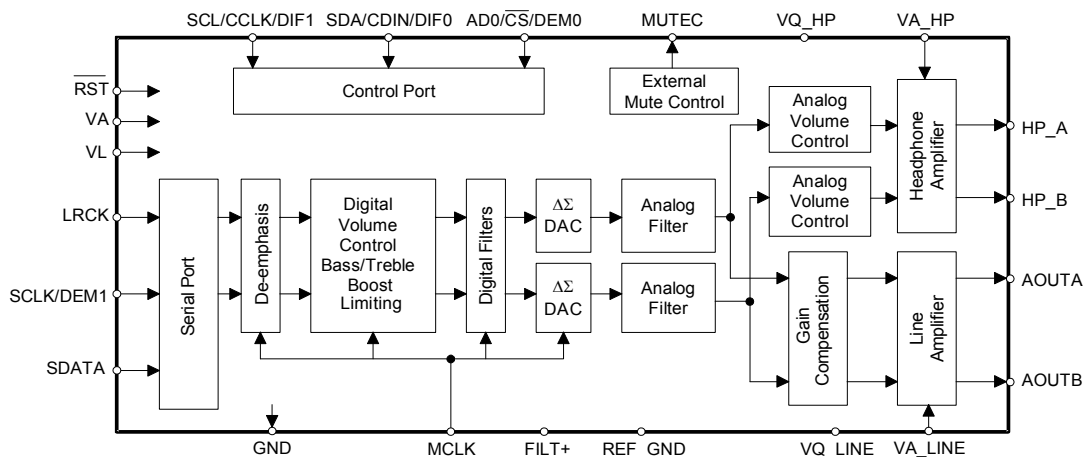 SCL/CCLK/DIF1
SDA/CDIN/DIF0
AD0/CS/DEM0
MUTEC
VQ_HP
VA_HP
RST
VA
VL
LRCK
SCLK/DEM1
SDATA
Control Port
External
Mute Control
Serial Port
De-emphasis
Digital
Volume
Control
Bass/Treble
Boost
Limiting
Digital Filters
ΔΣ
DAC
ΔΣ
DAC
Analog
Filter
Analog
Filter
Analog
Volume
Control
Analog
Volume
Control
Headphone
Amplifier
Gain
Compensation
Line
Amplifier
HP_A
HP_B
AOUTA
AOUTB
GND
MCLK
FILT+
REF_GND
VQ_LINE
VA_LINE